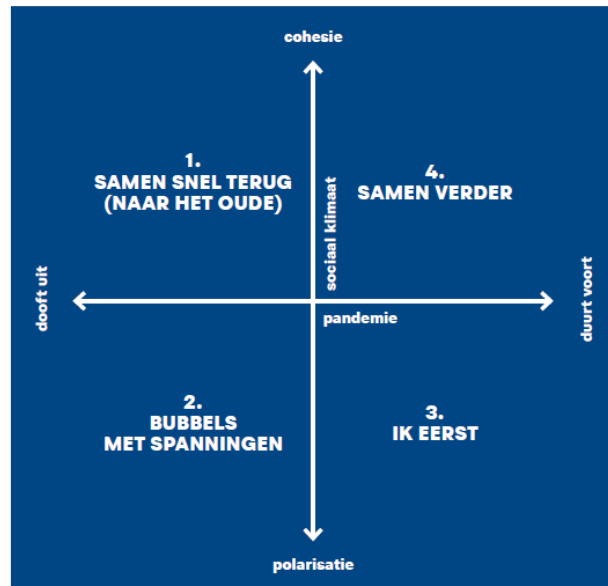 cohesie
1.
SAMEN SNEL TERUG
(NAAR HET OUDE)
4.
SAMEN VERDER
sociaal klimaat
dooft uit
pandemie
duurt voort
2.
BUBBELS
MET SPANNINGEN
3.
IK EERST
polarisatie